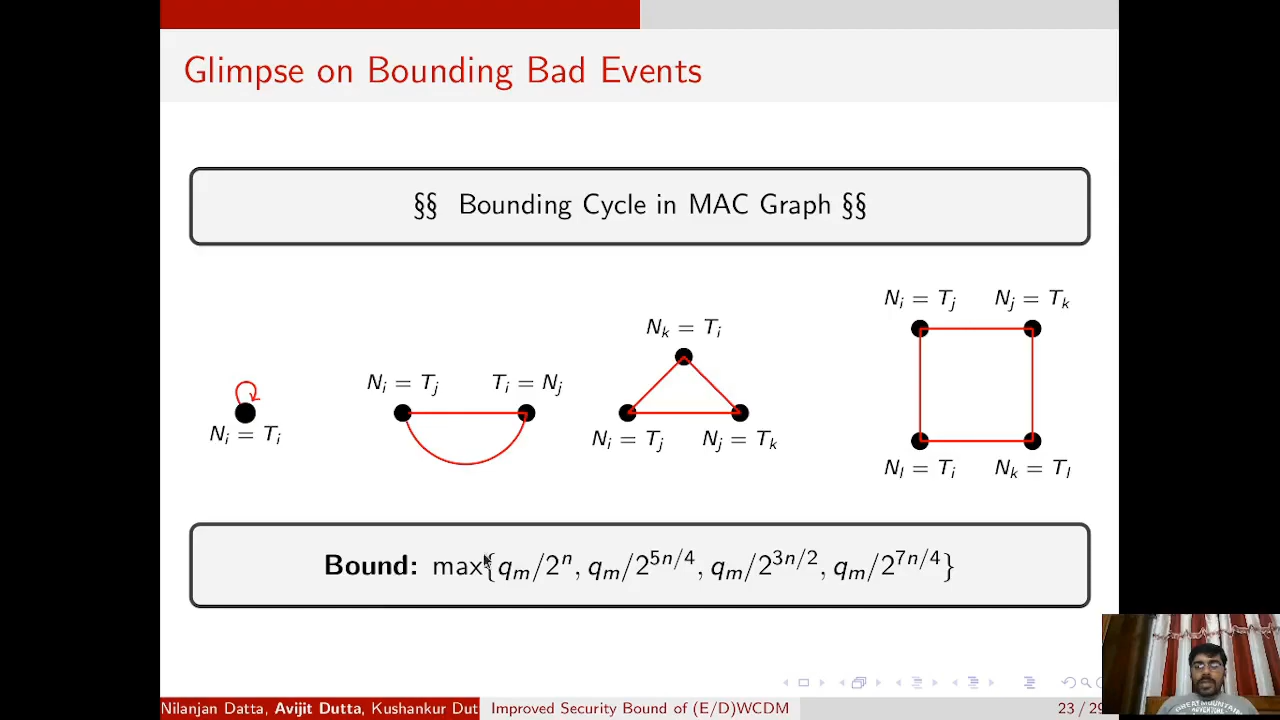 Glimpse on Bounding Bad Events
§§ Bounding Cycle in MAC Graph §§
N_i = T_j N_j = T_k
N_k = T_i
N_i = T_j T_i = N_j
N_i = T_i
N_i = T_j N_j = T_k
N_l = T_i N_k = T_l
Bound: max{q_m/2^n, q_m/2^{5n/4}, q_m/2^{3n/2}, q_m/2^{7n/4}}
GREAT MOUNTAIN
ADVENTURE
Nilanjan Datta, Avijit Dutta, Kushankur Dut Improved Security Bound of (E/D)WCDM 23 / 29